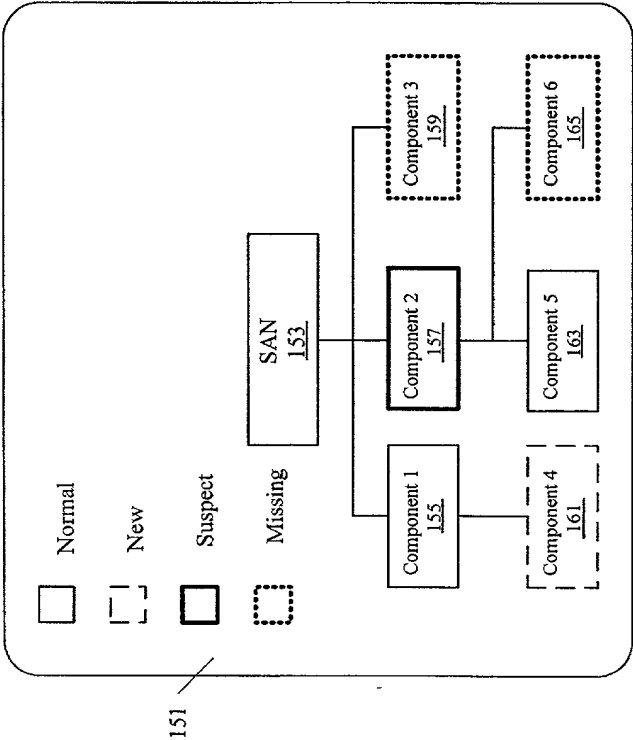 Normal
New
Suspect
Missing
SAN
153
Component 1
155
Component 2
157
Component 3
159
Component 4
161
Component 5
163
Component 6
165
151